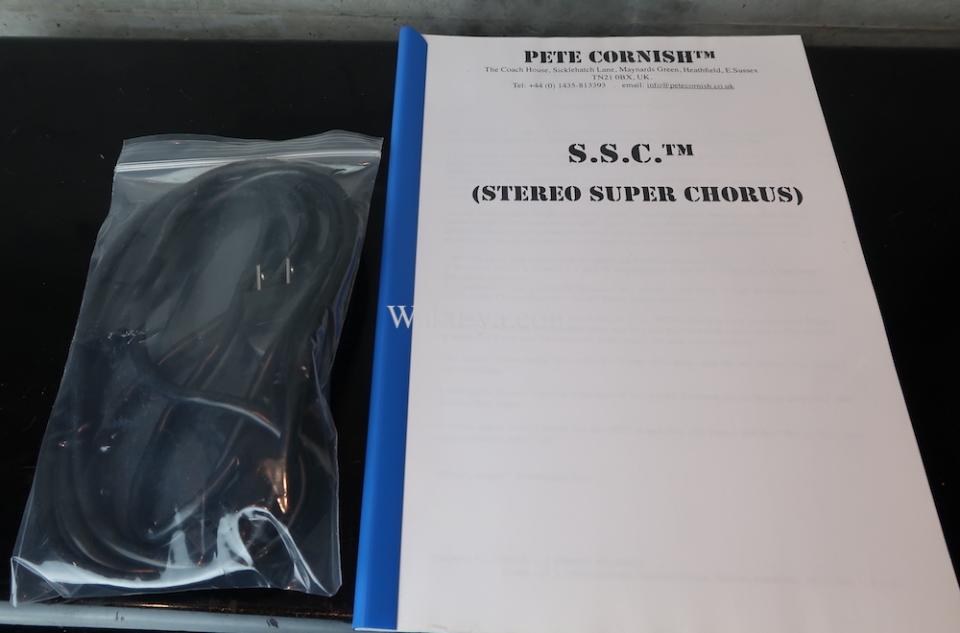 PETE CORNISH™
The Coach House, Sicklehatch Lane, Maynards Green, Heathfield, E.Sussex
TN21 0BX, UK.
Tel: +44 (0) 1435-813393 . email: info@petecornish.co.uk
S.S.C.™
(STEREO SUPER CHORUS)